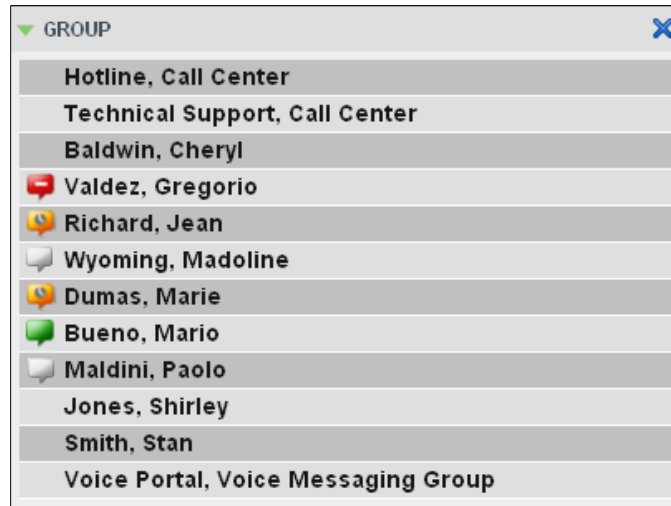 GROUP
Hotline, Call Center
Technical Support, Call Center
Baldwin, Cheryl
Valdez, Gregorio
Richard, Jean
Wyoming, Madoline
Dumas, Marie
Bueno, Mario
Maldini, Paolo
Jones, Shirley
Smith, Stan
Voice Portal, Voice Messaging Group